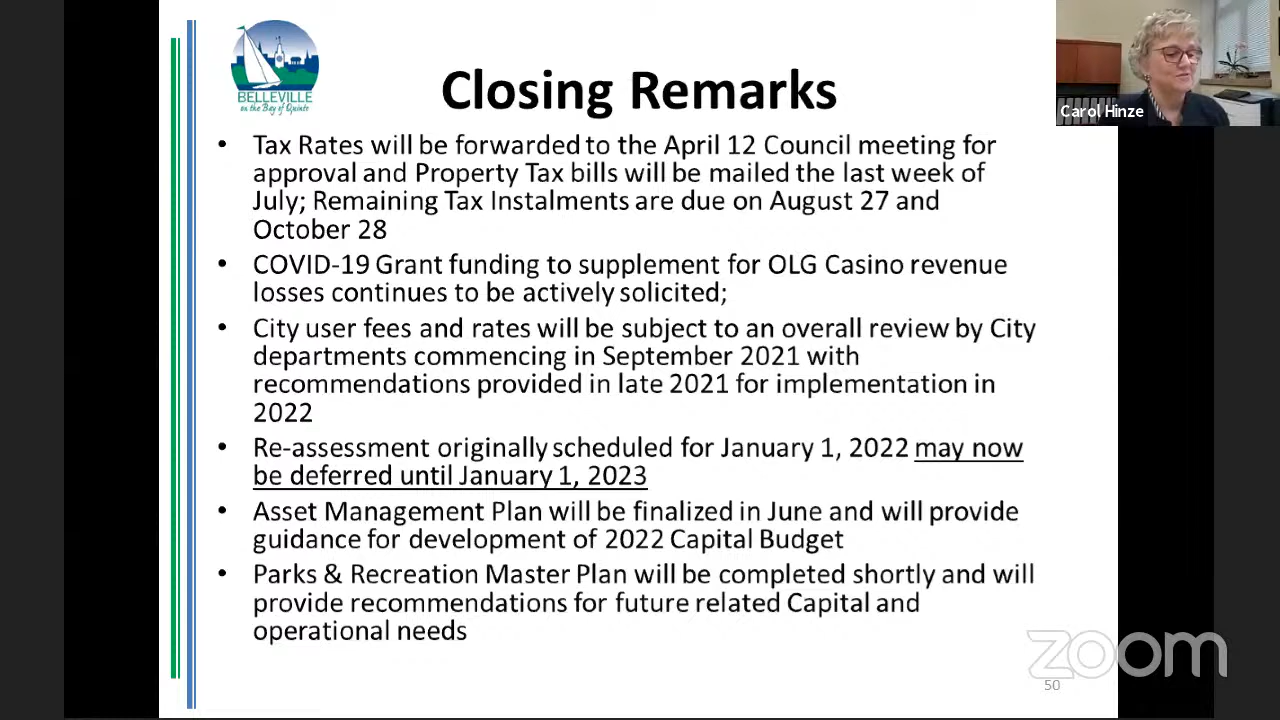 BELLEVILLE
on the Bay of Quinte
Closing Remarks
Carol Hinze
• Tax Rates will be forwarded to the April 12 Council meeting for
approval and Property Tax bills will be mailed the last week of
July; Remaining Tax Instalments are due on August 27 and
October 28
• COVID-19 Grant funding to supplement for OLG Casino revenue
losses continues to be actively solicited;
• City user fees and rates will be subject to an overall review by City
departments commencing in September 2021 with
recommendations provided in late 2021 for implementation in
2022
• Re-assessment originally scheduled for January 1, 2022 may now
be deferred until January 1, 2023
• Asset Management Plan will be finalized in June and will provide
guidance for development of 2022 Capital Budget
• Parks & Recreation Master Plan will be completed shortly and will
provide recommendations for future related Capital and
operational needs
zoom
50